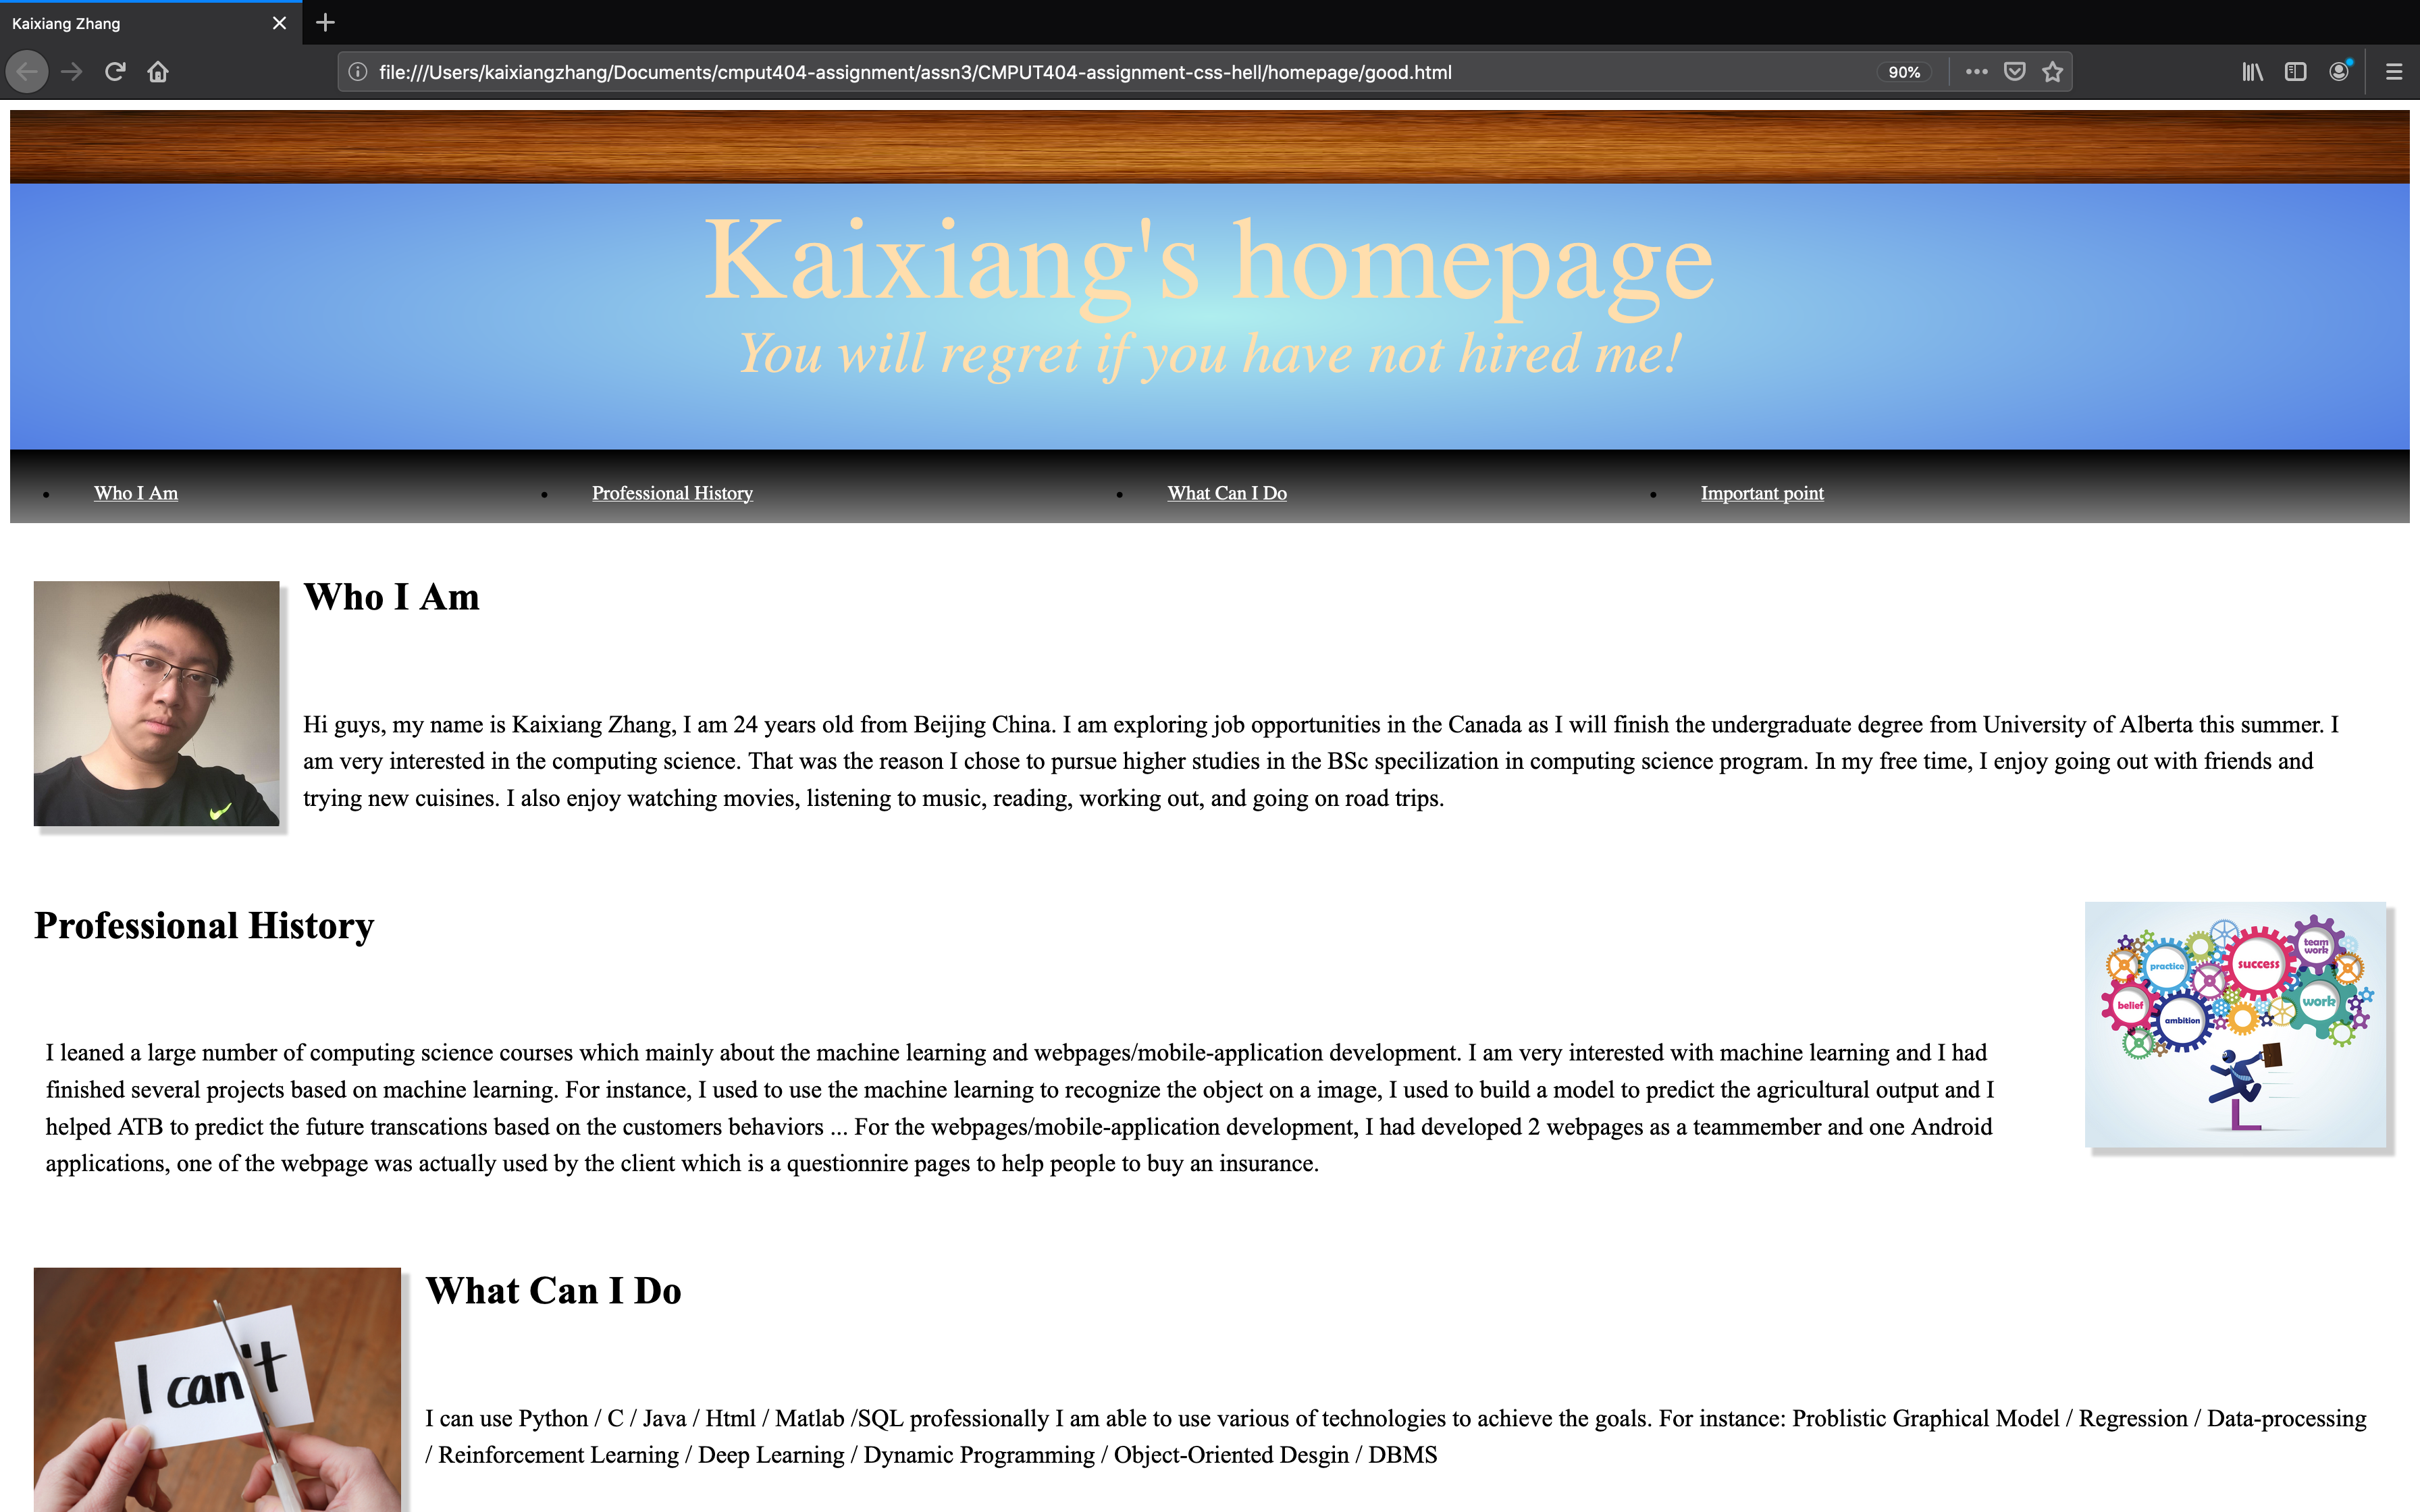 Kaixiang Zhang
file:///Users/kaixiangzhang/Documents/cmput404-assignment/assn3/CMPUT404-assignment-css-hell/homepage/good.html
90%
Kaixiang's homepage
You will regret if you have not hired me!
Who I Am
Professional History
What Can I Do
Important point
Who I Am
Hi guys, my name is Kaixiang Zhang, I am 24 years old from Beijing China. I am exploring job opportunities in the Canada as I will finish the undergraduate degree from University of Alberta this summer. I
am very interested in the computing science. That was the reason I chose to pursue higher studies in the BSc specilization in computing science program. In my free time, I enjoy going out with friends and
trying new cuisines. I also enjoy watching movies, listening to music, reading, working out, and going on road trips.
Professional History
I leaned a large number of computing science courses which mainly about the machine learning and webpages/mobile-application development. I am very interested with machine learning and I had
finished several projects based on machine learning. For instance, I used to use the machine learning to recognize the object on a image, I used to build a model to predict the agricultural output and I
helped ATB to predict the future transcations based on the customers behaviors ... For the webpages/mobile-application development, I had developed 2 webpages as a teammember and one Android
applications, one of the webpage was actually used by the client which is a questionnire pages to help people to buy an insurance.
team
work
practice
success
belief
ambition
work
What Can I Do
I can't
I can use Python / C / Java / Html / Matlab /SQL professionally I am able to use various of technologies to achieve the goals. For instance: Problistic Graphical Model / Regression / Data-processing
/ Reinforcement Learning / Deep Learning / Dynamic Programming / Object-Oriented Desgin / DBMS